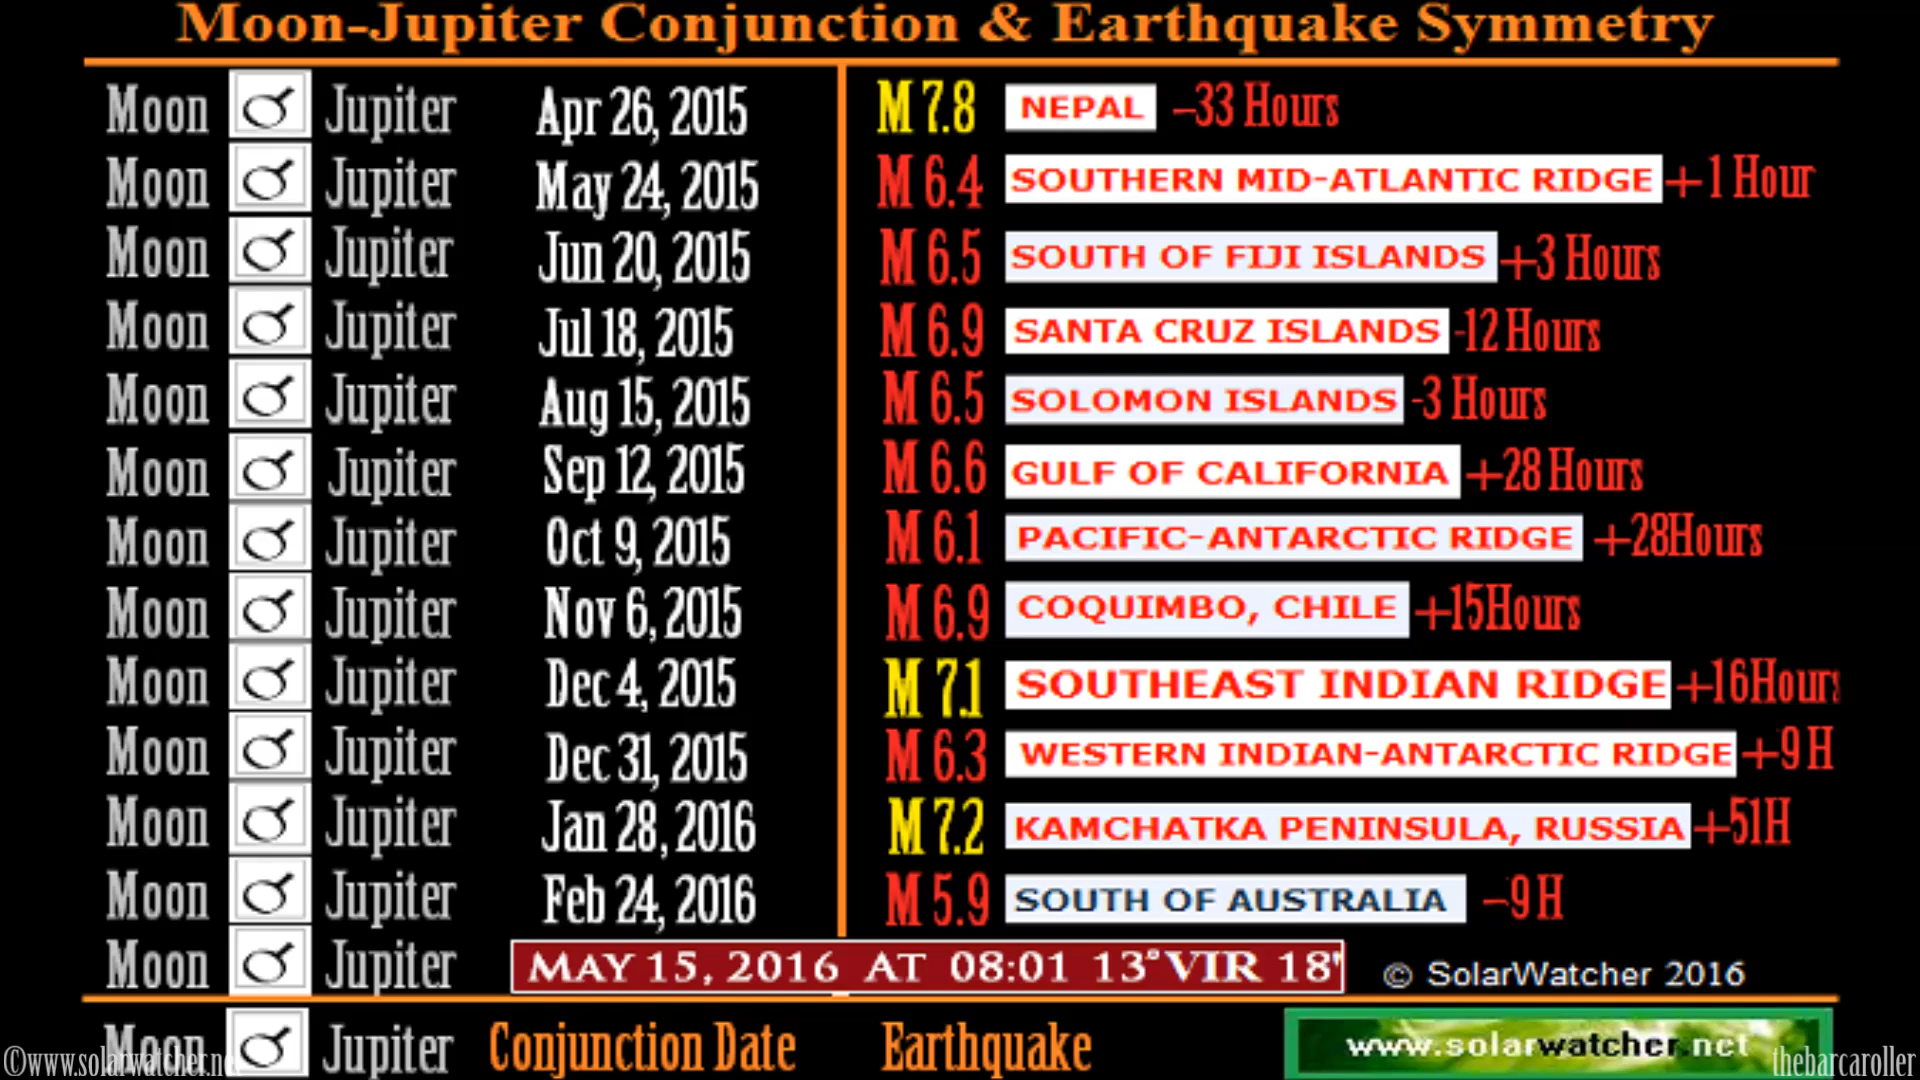 Moon-Jupiter Conjunction & Earthquake Symmetry
Moon ☌ Jupiter Apr 26, 2015 M 7.8 NEPAL –33 Hours
Moon ☌ Jupiter May 24, 2015 M 6.4 SOUTHERN MID-ATLANTIC RIDGE +1 Hour
Moon ☌ Jupiter Jun 20, 2015 M 6.5 SOUTH OF FIJI ISLANDS +3 Hours
Moon ☌ Jupiter Jul 18, 2015 M 6.9 SANTA CRUZ ISLANDS -12 Hours
Moon ☌ Jupiter Aug 15, 2015 M 6.5 SOLOMON ISLANDS -3 Hours
Moon ☌ Jupiter Sep 12, 2015 M 6.6 GULF OF CALIFORNIA +28 Hours
Moon ☌ Jupiter Oct 9, 2015 M 6.1 PACIFIC-ANTARCTIC RIDGE +28Hours
Moon ☌ Jupiter Nov 6, 2015 M 6.9 COQUIMBO, CHILE +15Hours
Moon ☌ Jupiter Dec 4, 2015 M 7.1 SOUTHEAST INDIAN RIDGE +16Hours
Moon ☌ Jupiter Dec 31, 2015 M 6.3 WESTERN INDIAN-ANTARCTIC RIDGE +9 H
Moon ☌ Jupiter Jan 28, 2016 M 7.2 KAMCHATKA PENINSULA, RUSSIA +51H
Moon ☌ Jupiter Feb 24, 2016 M 5.9 SOUTH OF AUSTRALIA –9 H
Moon ☌ Jupiter MAY 15, 2016 AT 08:01 13°VIR 18' © SolarWatcher 2016
Moon ☌ Jupiter Conjunction Date Earthquake www.solarwatcher.net
©www.solarwatcher.net thebarcaroller